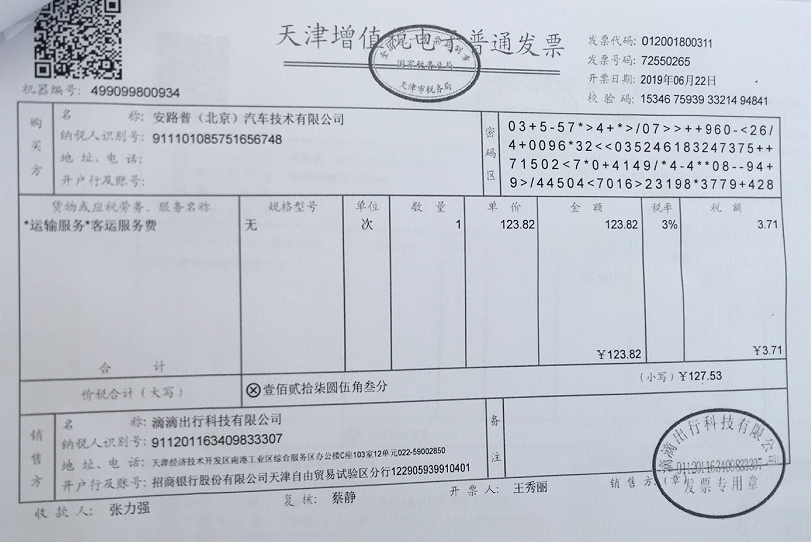 天津增值税电子普通发票
国家税务总局
天津市税务局
发票代码: 012001800311
发票号码: 72550265
开票日期: 2019年06月22日
校验码: 15346 75939 33214 94841
机器编号: 499099800934
购买方
名称: 安路普（北京）汽车技术有限公司
纳税人识别号: 911101085751656748
地址、电话:
开户行及账号:
密码区
03+5-57*>4+*>/07>>++960-<26/
4+0096*32<<035246183247375++
71502<7*0+4149/*4-4**08--94+
9>/44504<7016>23198*3779+428
货物或应税劳务、服务名称 规格型号 单位 数量 单价 金额 税率 税额
*运输服务*客运服务费 无 次 1 123.82 123.82 3% 3.71
合计 ￥123.82 ￥3.71
价税合计（大写） ⊗壹佰贰拾柒圆伍角叁分 （小写）￥127.53
销售方
名称: 滴滴出行科技有限公司
纳税人识别号: 911201163409833307
地址、电话: 天津经济技术开发区南港工业区综合服务区办公楼C座103室12单元022-59002850
开户行及账号: 招商银行股份有限公司天津自由贸易试验区分行122905939910401
备注
收款人: 张力强 复核: 蔡静 开票人: 王秀丽 销售方:（章）
滴滴出行科技有限公司
911201163409833307
发票专用章